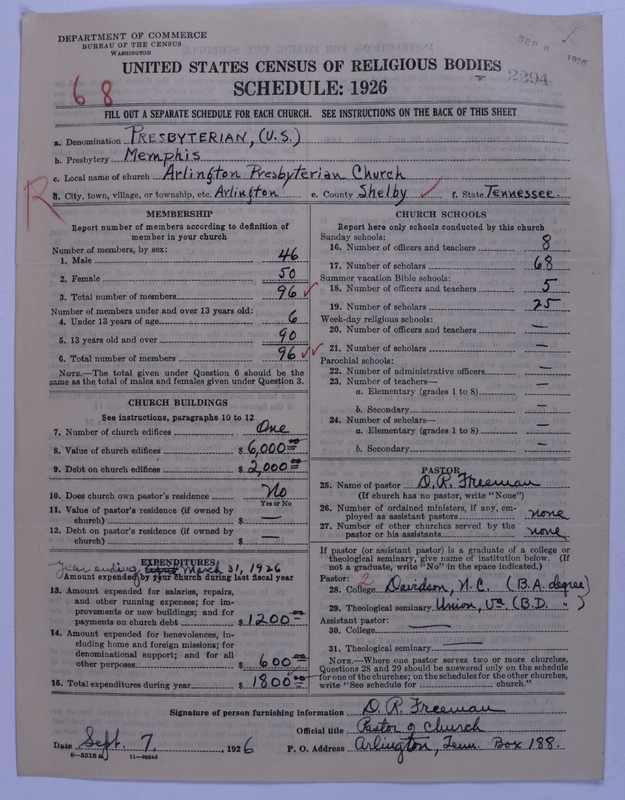 DEPARTMENT OF COMMERCE
BUREAU OF THE CENSUS
WASHINGTON
SEP 9 1926
UNITED STATES CENSUS OF RELIGIOUS BODIES
2294
SCHEDULE: 1926
68
FILL OUT A SEPARATE SCHEDULE FOR EACH CHURCH. SEE INSTRUCTIONS ON THE BACK OF THIS SHEET
a. Denomination PRESBYTERIAN, (U.S.)
b. Presbytery Memphis
c. Local name of church Arlington Presbyterian Church
R
d. City, town, village, or township, etc. Arlington e. County Shelby f. State Tennessee
MEMBERSHIP
Report number of members according to definition of
member in your church
Number of members, by sex:
1. Male 46
2. Female 50
3. Total number of members 96
Number of members under and over 13 years old:
4. Under 13 years of age 6
5. 13 years old and over 90
6. Total number of members 96
NOTE.—The total given under Question 6 should be the
same as the total of males and females given under Question 3.
CHURCH BUILDINGS
See instructions, paragraphs 10 to 12
7. Number of church edifices One
8. Value of church edifices $ 6,000 00
9. Debt on church edifices $ 2,000 00
10. Does church own pastor's residence No
Yes or No
11. Value of pastor's residence (if owned by
church) $ —
12. Debt on pastor's residence (if owned by
church) $ —
EXPENDITURES
Year ending March 31, 1926
Amount expended by your church during last fiscal year
13. Amount expended for salaries, repairs,
and other running expenses; for im-
provements or new buildings; and for
payments on church debt $ 1200 00
14. Amount expended for benevolences, in-
cluding home and foreign missions; for
denominational support; and for all
other purposes $ 600 00
15. Total expenditures during year $ 1800 00
CHURCH SCHOOLS
Report here only schools conducted by this church
Sunday schools:
16. Number of officers and teachers 8
17. Number of scholars 68
Summer vacation Bible schools:
18. Number of officers and teachers 5
19. Number of scholars 25
Week-day religious schools:
20. Number of officers and teachers —
21. Number of scholars —
Parochial schools:
22. Number of administrative officers —
23. Number of teachers—
a. Elementary (grades 1 to 8) —
b. Secondary —
24. Number of scholars—
a. Elementary (grades 1 to 8) —
b. Secondary —
PASTOR
25. Name of pastor D. R. Freeman
(If church has no pastor, write "None")
26. Number of ordained ministers, if any, em-
ployed as assistant pastors none
27. Number of other churches served by the
pastor or his assistants none
If pastor (or assistant pastor) is a graduate of a college or
theological seminary, give name of institution below. (If
not a graduate, write "No" in the space indicated.)
Pastor: 2
28. College Davidson, N.C. (B.A. degree)
29. Theological seminary Union, Va (B.D. " )
Assistant pastor:
30. College —
31. Theological seminary —
NOTE.—Where one pastor serves two or more churches,
Questions 28 and 29 should be answered only on the schedule
for one of the churches; on the schedules for the other churches,
write "See schedule for church."
Signature of person furnishing information D. R. Freeman
Official title Pastor of church
Date Sept. 7, 1926 P. O. Address Arlington, Tenn. Box 188.
8-5518a 11-9054d